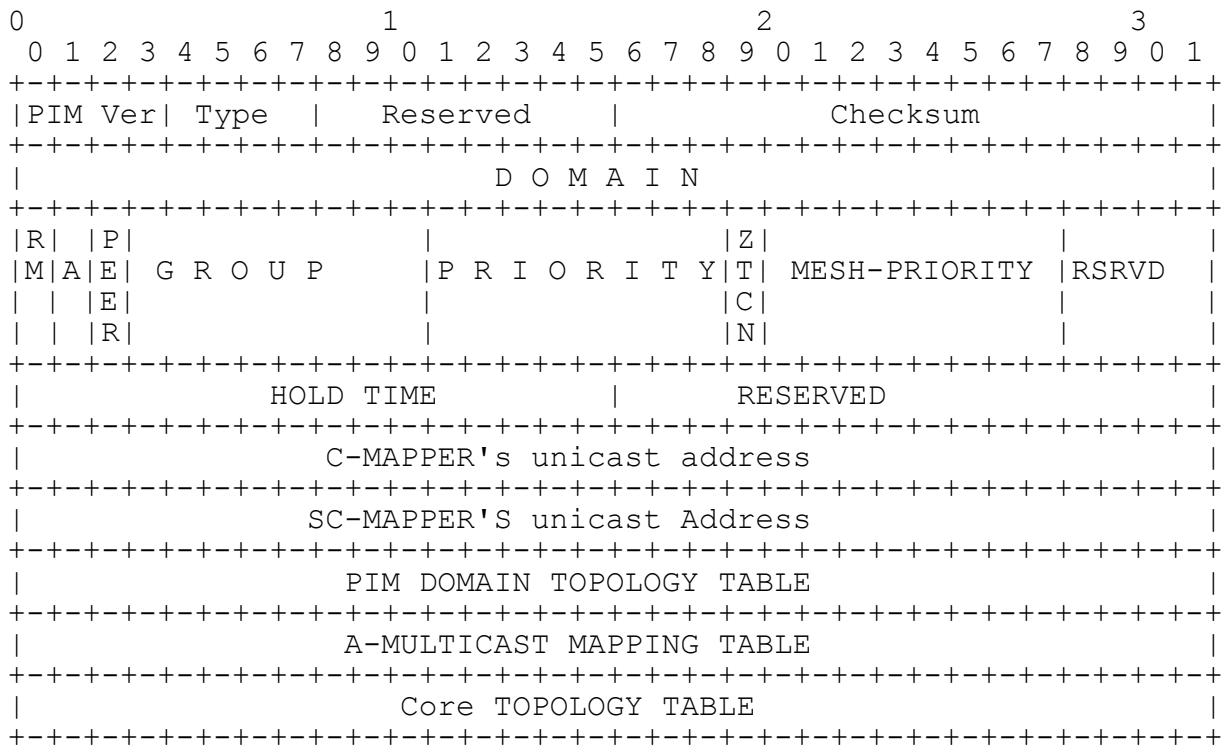 0                   1                   2                   3
 0 1 2 3 4 5 6 7 8 9 0 1 2 3 4 5 6 7 8 9 0 1 2 3 4 5 6 7 8 9 0 1
+-+-+-+-+-+-+-+-+-+-+-+-+-+-+-+-+-+-+-+-+-+-+-+-+-+-+-+-+-+-+-+-+
|PIM Ver| Type  |   Reserved    |           Checksum            |
+-+-+-+-+-+-+-+-+-+-+-+-+-+-+-+-+-+-+-+-+-+-+-+-+-+-+-+-+-+-+-+-+
|                         D O M A I N                           |
+-+-+-+-+-+-+-+-+-+-+-+-+-+-+-+-+-+-+-+-+-+-+-+-+-+-+-+-+-+-+-+-+
|R| |P|               |               |Z|               |       |
|M|A|E| G R O U P     |P R I O R I T Y|T| MESH-PRIORITY |RSRVD  |
| | |E|               |               |C|               |       |
| | |R|               |               |N|               |       |
+-+-+-+-+-+-+-+-+-+-+-+-+-+-+-+-+-+-+-+-+-+-+-+-+-+-+-+-+-+-+-+-+
|             HOLD TIME         |      RESERVED                 |
+-+-+-+-+-+-+-+-+-+-+-+-+-+-+-+-+-+-+-+-+-+-+-+-+-+-+-+-+-+-+-+-+
|                C-MAPPER's unicast address                     |
+-+-+-+-+-+-+-+-+-+-+-+-+-+-+-+-+-+-+-+-+-+-+-+-+-+-+-+-+-+-+-+-+
|               SC-MAPPER'S unicast Address                     |
+-+-+-+-+-+-+-+-+-+-+-+-+-+-+-+-+-+-+-+-+-+-+-+-+-+-+-+-+-+-+-+-+
|                 PIM DOMAIN TOPOLOGY TABLE                     |
+-+-+-+-+-+-+-+-+-+-+-+-+-+-+-+-+-+-+-+-+-+-+-+-+-+-+-+-+-+-+-+-+
|                 A-MULTICAST MAPPING TABLE                     |
+-+-+-+-+-+-+-+-+-+-+-+-+-+-+-+-+-+-+-+-+-+-+-+-+-+-+-+-+-+-+-+-+
|                    Core TOPOLOGY TABLE                        |
+-+-+-+-+-+-+-+-+-+-+-+-+-+-+-+-+-+-+-+-+-+-+-+-+-+-+-+-+-+-+-+-+